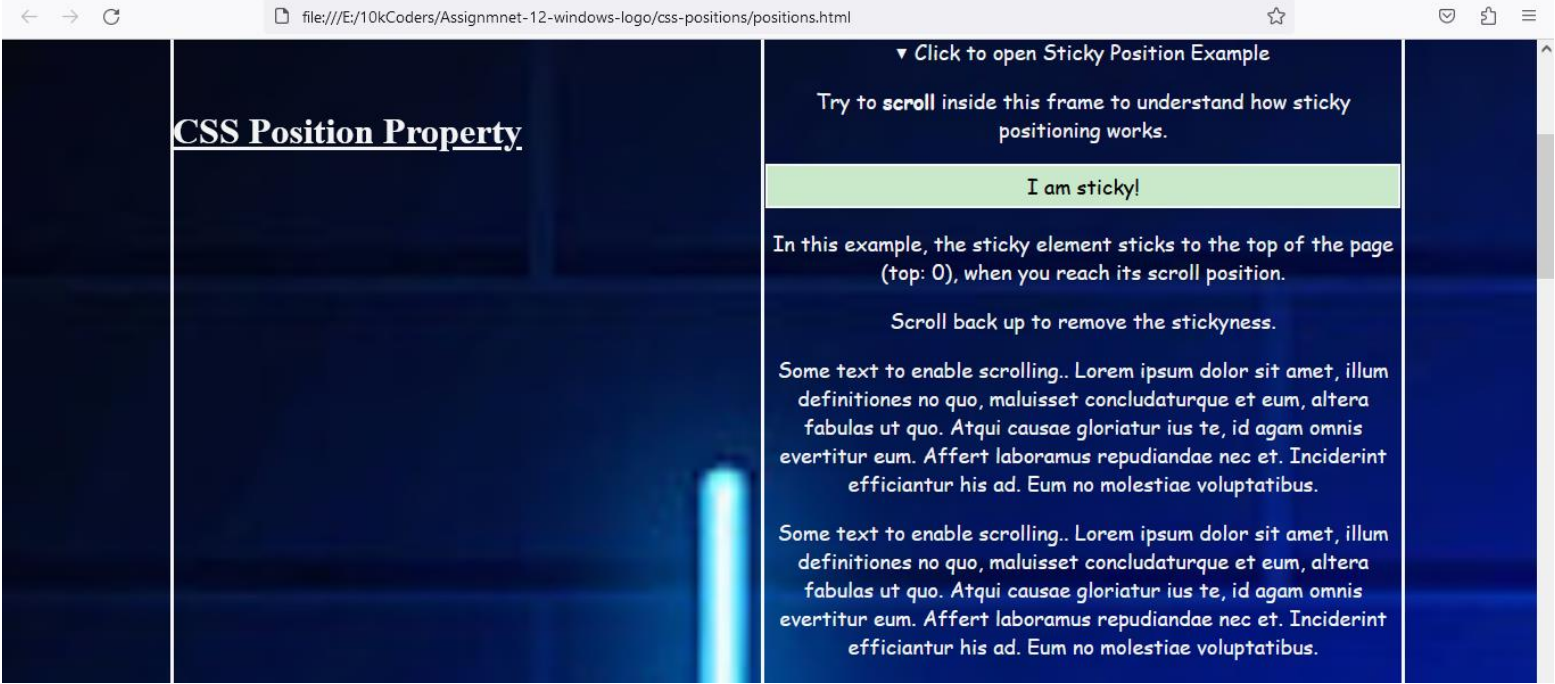 file:///E:/10kCoders/Assignmnet-12-windows-logo/css-positions/positions.html
CSS Position Property
▾ Click to open Sticky Position Example
Try to scroll inside this frame to understand how sticky
positioning works.
I am sticky!
In this example, the sticky element sticks to the top of the page
(top: 0), when you reach its scroll position.
Scroll back up to remove the stickyness.
Some text to enable scrolling.. Lorem ipsum dolor sit amet, illum
definitiones no quo, maluisset concludaturque et eum, altera
fabulas ut quo. Atqui causae gloriatur ius te, id agam omnis
evertitur eum. Affert laboramus repudiandae nec et. Inciderint
efficiantur his ad. Eum no molestiae voluptatibus.
Some text to enable scrolling.. Lorem ipsum dolor sit amet, illum
definitiones no quo, maluisset concludaturque et eum, altera
fabulas ut quo. Atqui causae gloriatur ius te, id agam omnis
evertitur eum. Affert laboramus repudiandae nec et. Inciderint
efficiantur his ad. Eum no molestiae voluptatibus.